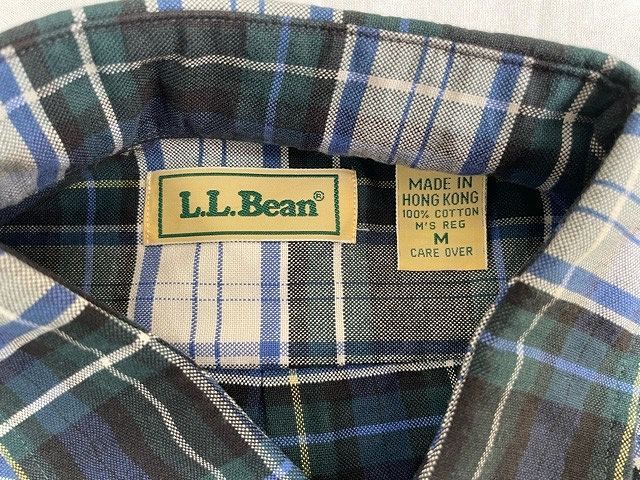 L.L.Bean®
MADE IN
HONG KONG
100% COTTON
M'S REG
M
CARE OVER